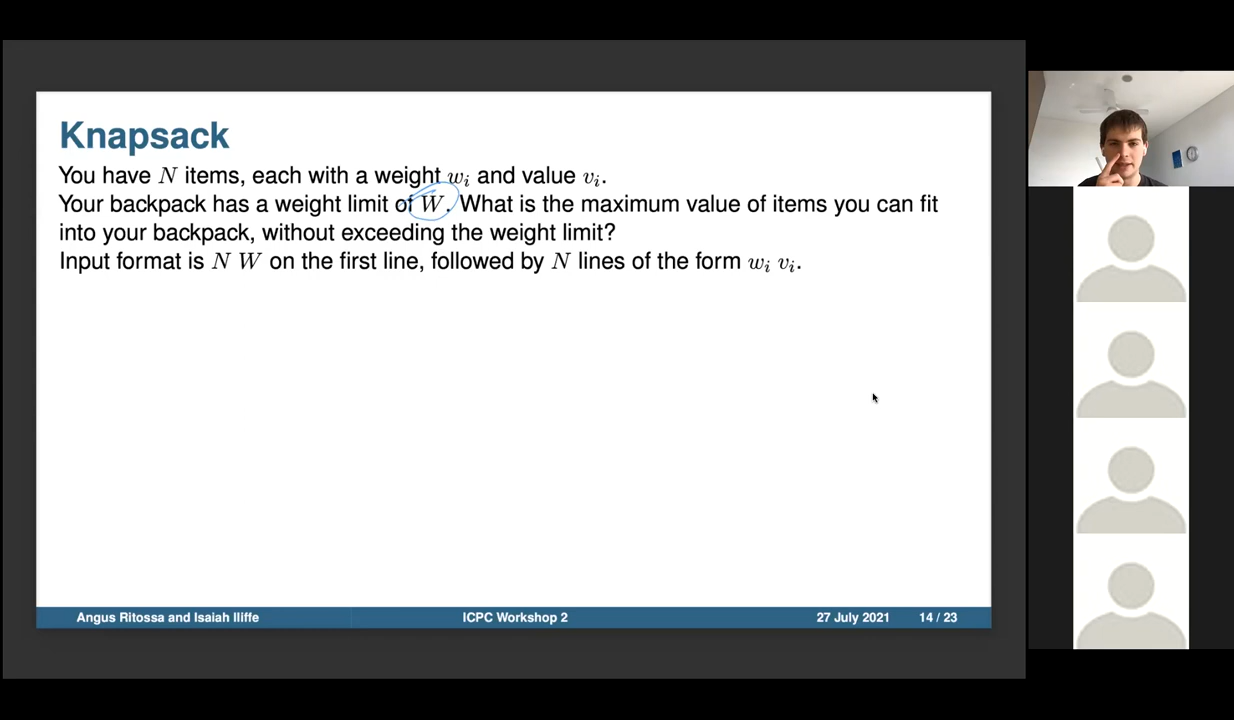 Knapsack
You have N items, each with a weight wᵢ and value vᵢ.
Your backpack has a weight limit of W. What is the maximum value of items you can fit
into your backpack, without exceeding the weight limit?
Input format is N W on the first line, followed by N lines of the form wᵢ vᵢ.
Angus Ritossa and Isaiah Iliffe ICPC Workshop 2 27 July 2021 14 / 23